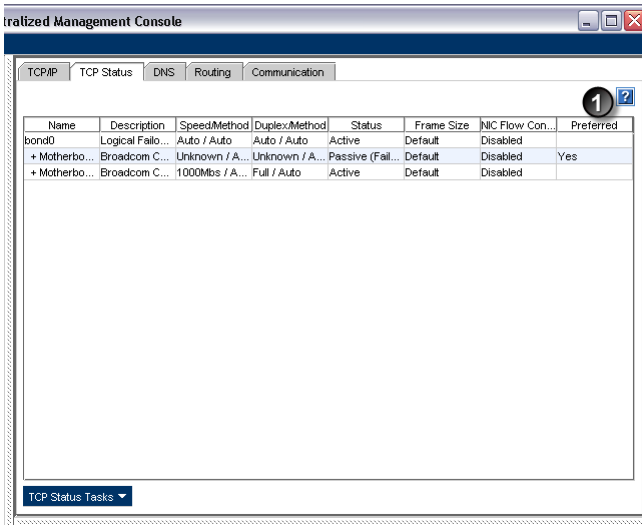 tralized Management Console
TCP/IP TCP Status DNS Routing Communication
1 ?
Name Description Speed/Method Duplex/Method Status Frame Size NIC Flow Con... Preferred
bond0 Logical Failo... Auto / Auto Auto / Auto Active Default Disabled
+ Motherbo... Broadcom C... Unknown / A... Unknown / A... Passive (Fail... Default Disabled Yes
+ Motherbo... Broadcom C... 1000Mbs / A... Full / Auto Active Default Disabled
TCP Status Tasks